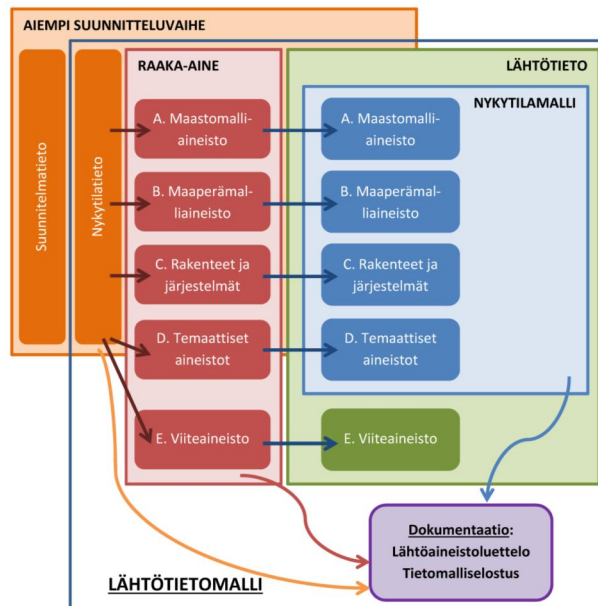 AIEMPI SUUNNITTELUVAIHE
Suunnitelmatieto
Nykytilatieto
RAAKA-AINE
A. Maastomalli-
aineisto
B. Maaperämal-
liaineisto
C. Rakenteet ja
järjestelmät
D. Temaattiset
aineistot
E. Viiteaineisto
LÄHTÖTIETO
NYKYTILAMALLI
A. Maastomalli-
aineisto
B. Maaperämal-
liaineisto
C. Rakenteet ja
järjestelmät
D. Temaattiset
aineistot
E. Viiteaineisto
Dokumentaatio:
Lähtöaineistoluettelo
Tietomalliselostus
LÄHTÖTIETOMALLI